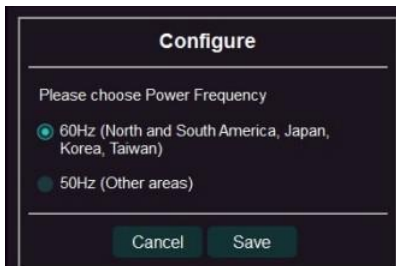 Configure
Please choose Power Frequency
60Hz (North and South America, Japan,
Korea, Taiwan)
50Hz (Other areas)
Cancel Save